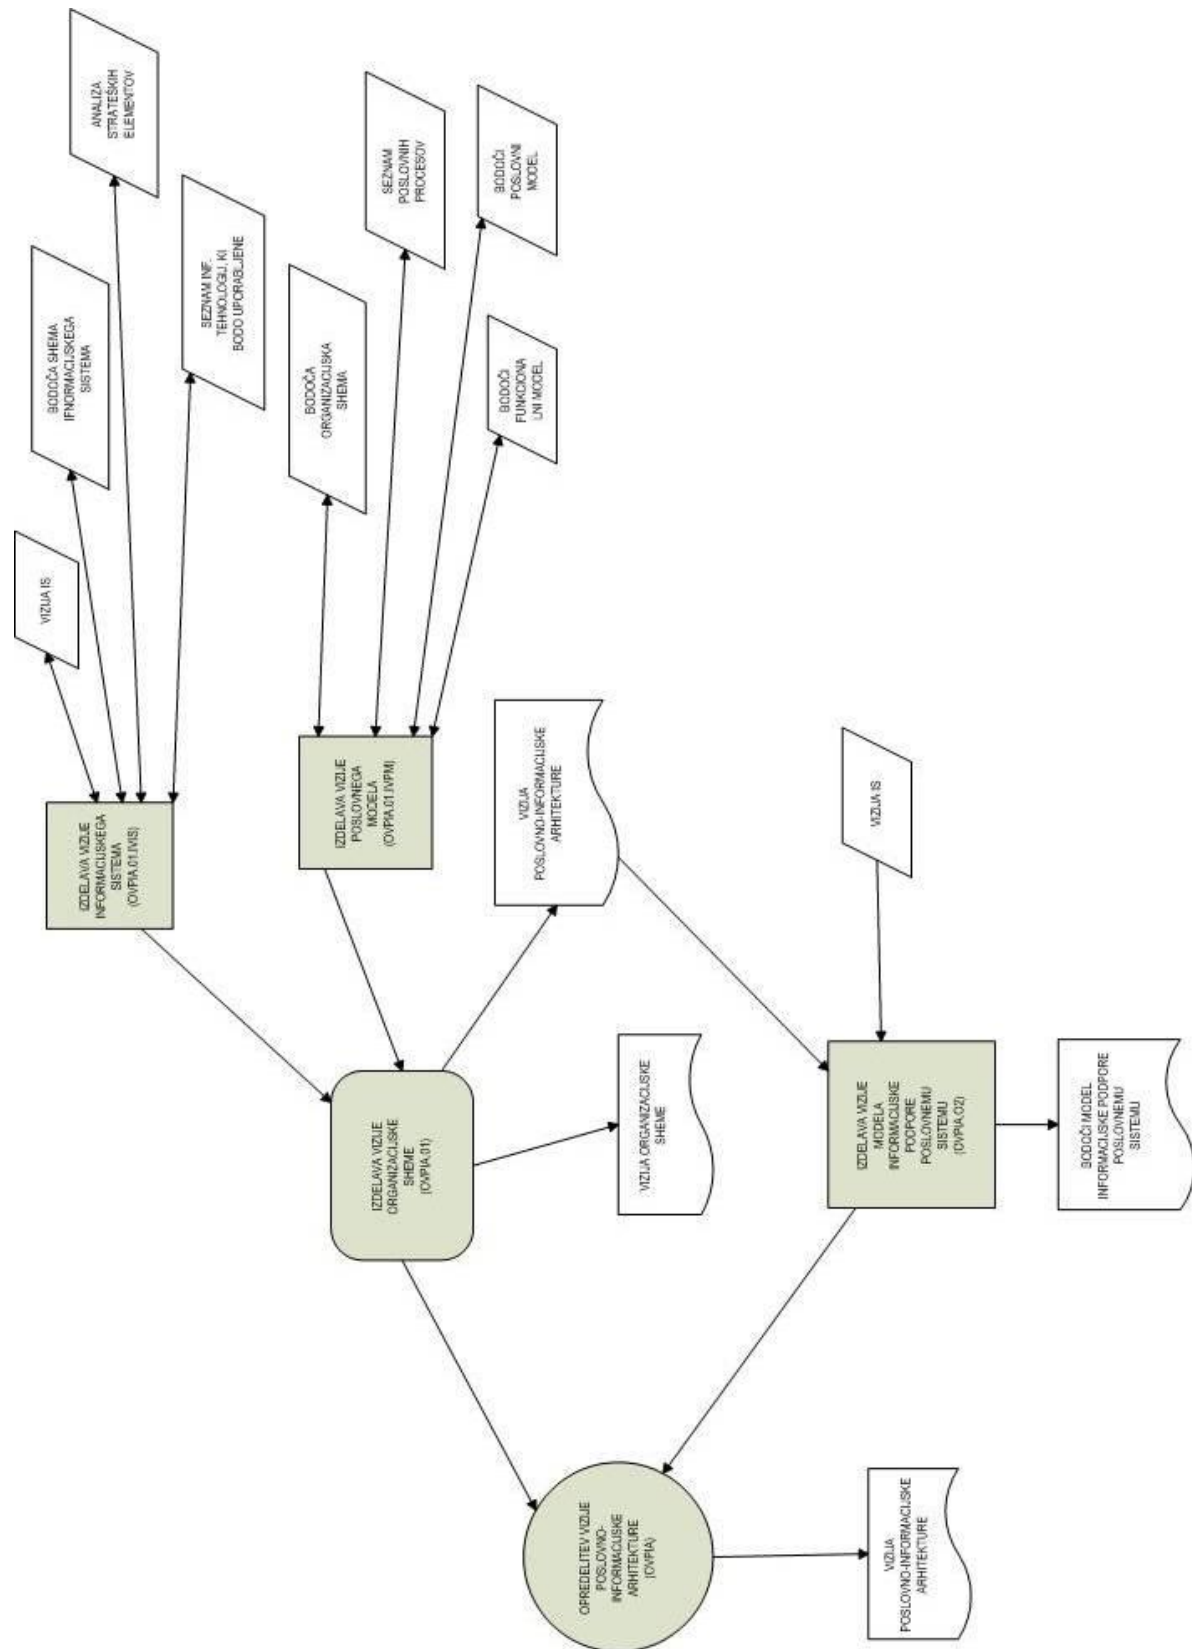 ANALIZA
STRATEŠKIH
ELEMENTOV
BODOČA SHEMA
IFNORMACIJSKEGA
SISTEMA
SEZNAM INF.
TEHNOLOGIJ, KI
BODO UPORABLJENE
VIZIJA IS
SEZNAM
POSLOVNIH
PROCESOV
BODOČI
POSLOVNI
MODEL
BODOČA
ORGANIZACIJSKA
SHEMA
BODOČI
FUNKCIONA
LNI MODEL
IZDELAVA VIZIJE
INFORMACIJSKEGA
SISTEMA
(OVPIA.01.IVIS)
IZDELAVA VIZIJE
POSLOVNEGA
MODELA
(OVPIA.01.IVPM)
VIZIJA
POSLOVNO-INFORMACIJSKE
ARHITEKTURE
VIZIJA IS
IZDELAVA VIZIJE
ORGANIZACIJSKE
SHEME
(OVPIA.01)
VIZIJA ORGANIZACIJSKE
SHEME
IZDELAVA VIZIJE
MODELA
INFORMACIJSKE
PODPORE
POSLOVNEMU
SISTEMU
(OVPIA.O2)
BODOČI MODEL
INFORMACIJSKE PODPORE
POSLOVNEMU
SISTEMU
OPREDELITEV VIZIJE
POSLOVNO-
INFORMACIJSKE
ARHITEKTURE
(OVPIA)
VIZIJA
POSLOVNO-INFORMACIJSKE
ARHITEKTURE